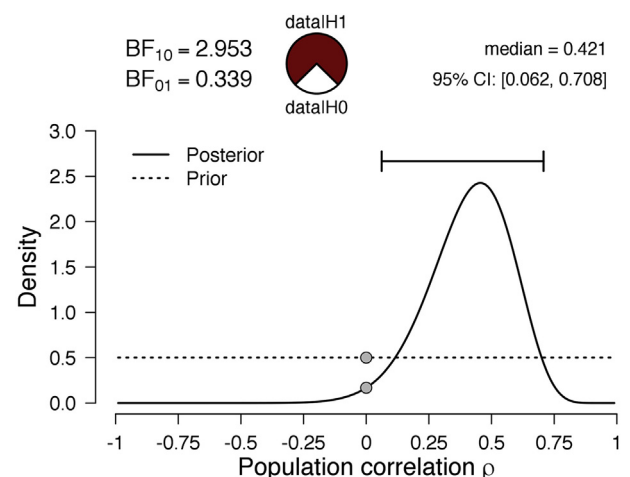 data|H1
BF10 = 2.953
BF01 = 0.339
data|H0
median = 0.421
95% CI: [0.062, 0.708]
Posterior
Prior
Density
3.0
2.5
2.0
1.5
1.0
0.5
0.0
-1 -0.75 -0.5 -0.25 0 0.25 0.5 0.75 1
Population correlation ρ